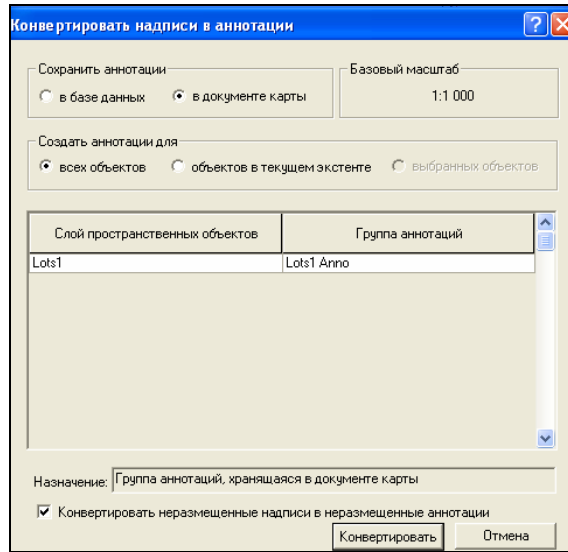 Конвертировать надписи в аннотации
Сохранить аннотации
в базе данных в документе карты
Базовый масштаб
1:1 000
Создать аннотации для
всех объектов объектов в текущем экстенте выбранных объектов
Слой пространственных объектов Группа аннотаций
Lots1 Lots1 Anno
Назначение: Группа аннотаций, хранящаяся в документе карты
Конвертировать неразмещенные надписи в неразмещенные аннотации
Конвертировать Отмена